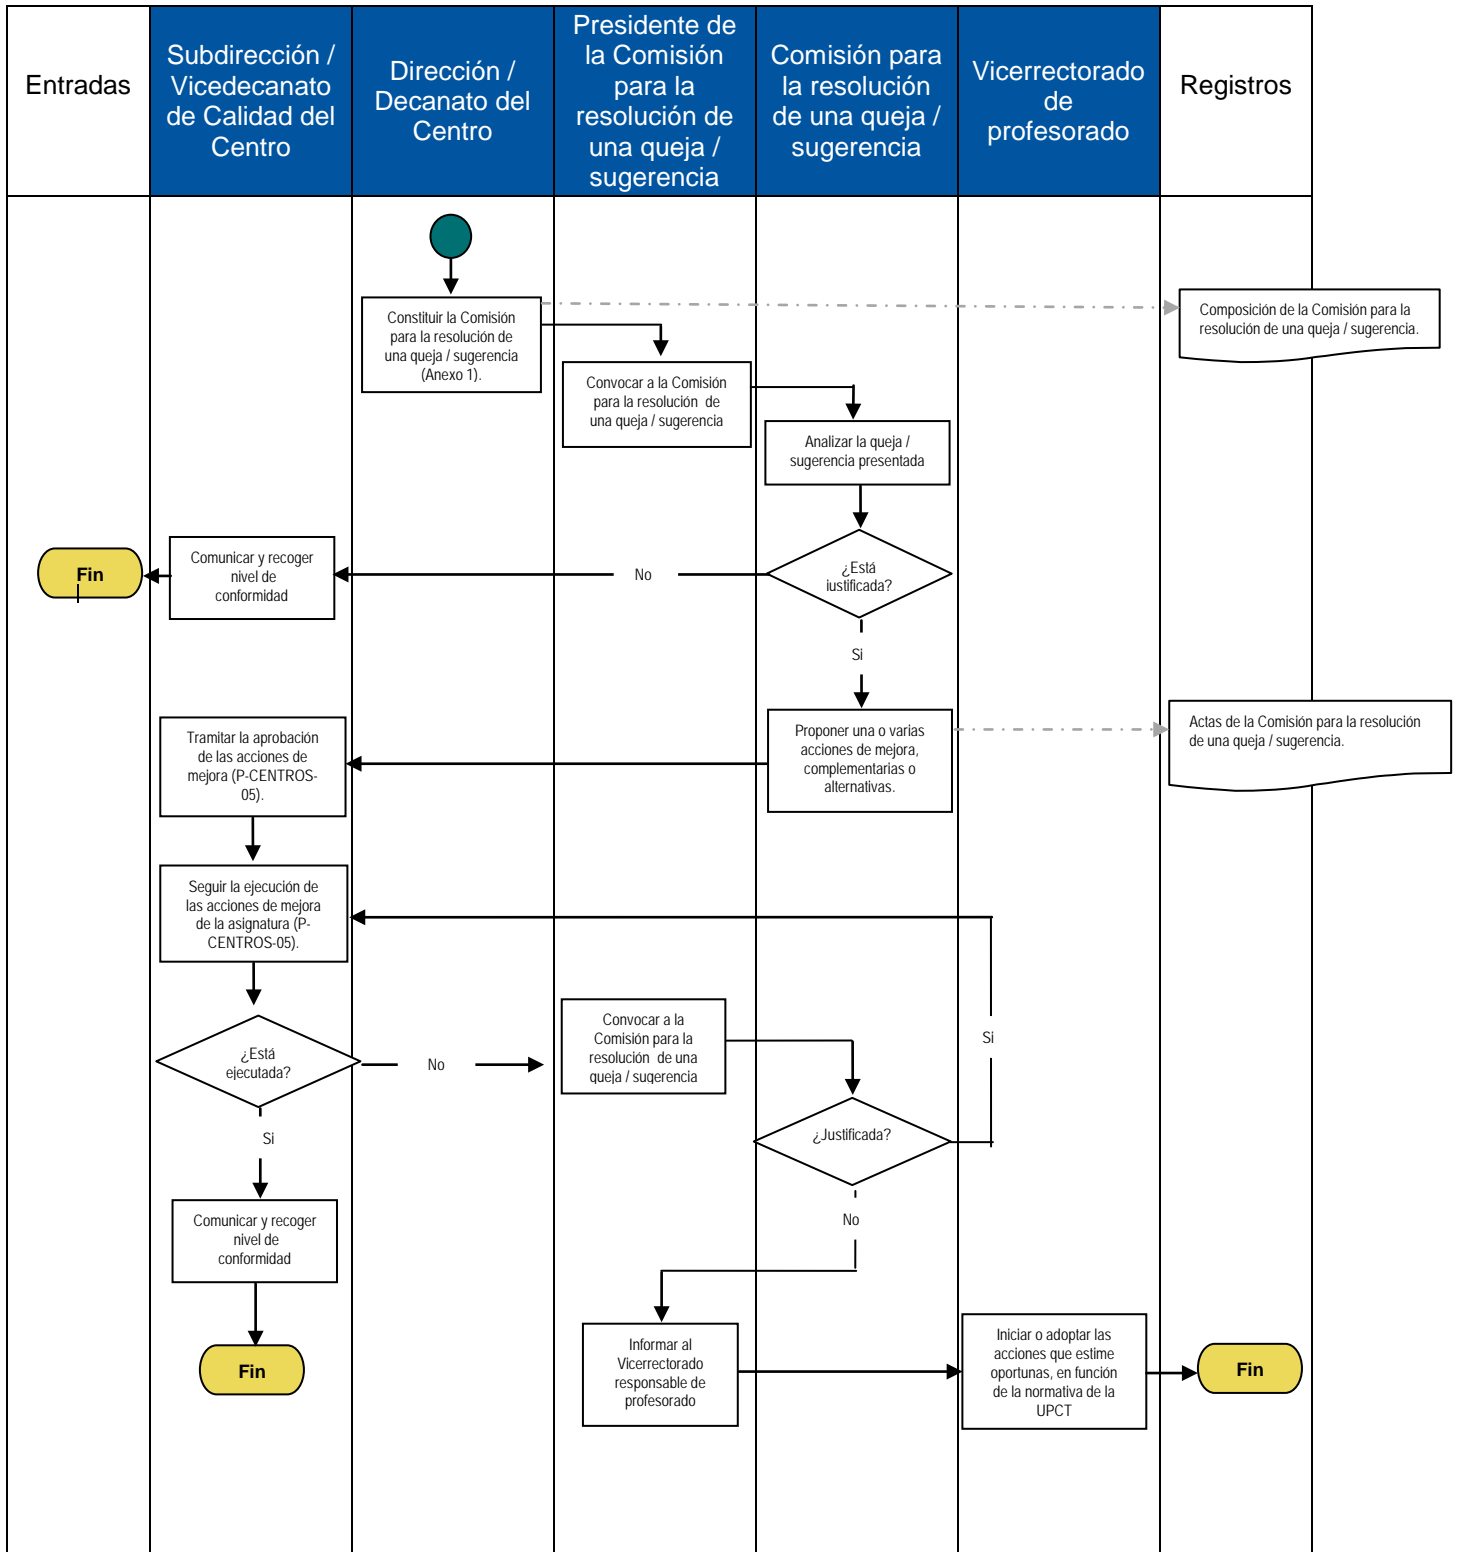 Entradas
Subdirección /
Vicedecanato
de Calidad del
Centro
Dirección /
Decanato del
Centro
Presidente de
la Comisión
para la
resolución de
una queja /
sugerencia
Comisión para
la resolución
de una queja /
sugerencia
Vicerrectorado
de
profesorado
Registros
Constituir la Comisión
para la resolución de
una queja / sugerencia
(Anexo 1).
Composición de la Comisión para la
resolución de una queja / sugerencia.
Convocar a la Comisión
para la resolución de
una queja / sugerencia
Analizar la queja /
sugerencia presentada
Fin
Comunicar y recoger
nivel de
conformidad
No
¿Está
justificada?
Si
Tramitar la aprobación
de las acciones de
mejora (P-CENTROS-
05).
Proponer una o varias
acciones de mejora,
complementarias o
alternativas.
Actas de la Comisión para la resolución
de una queja / sugerencia.
Seguir la ejecución de
las acciones de mejora
de la asignatura (P-
CENTROS-05).
¿Está
ejecutada?
No
Convocar a la
Comisión para la
resolución de una
queja / sugerencia
Si
¿Justificada?
Si
No
Comunicar y recoger
nivel de
conformidad
Fin
Informar al
Vicerrectorado
responsable de
profesorado
Iniciar o adoptar las
acciones que estime
oportunas, en función
de la normativa de la
UPCT
Fin